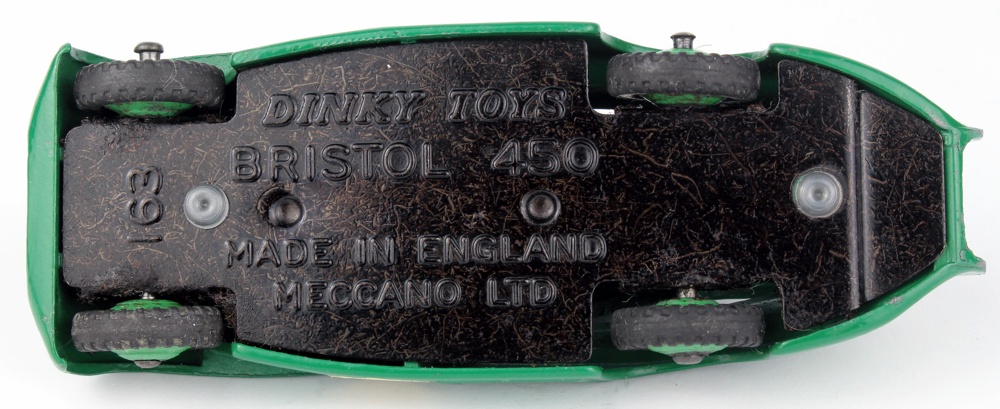 DINKY TOYS
BRISTOL 450
163
MADE IN ENGLAND
MECCANO LTD